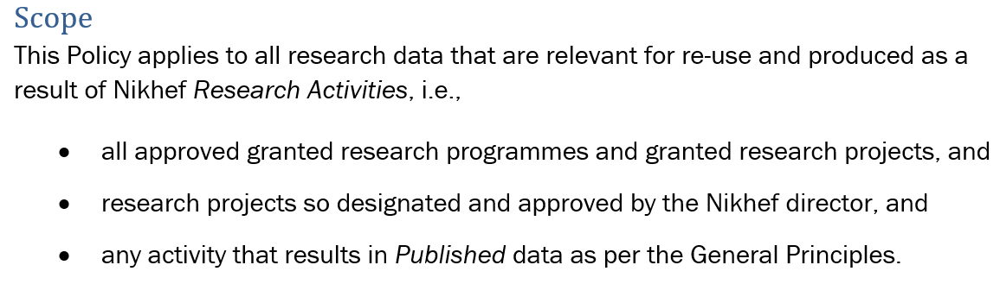 Scope
This Policy applies to all research data that are relevant for re-use and produced as a
result of Nikhef Research Activities, i.e.,
• all approved granted research programmes and granted research projects, and
• research projects so designated and approved by the Nikhef director, and
• any activity that results in Published data as per the General Principles.